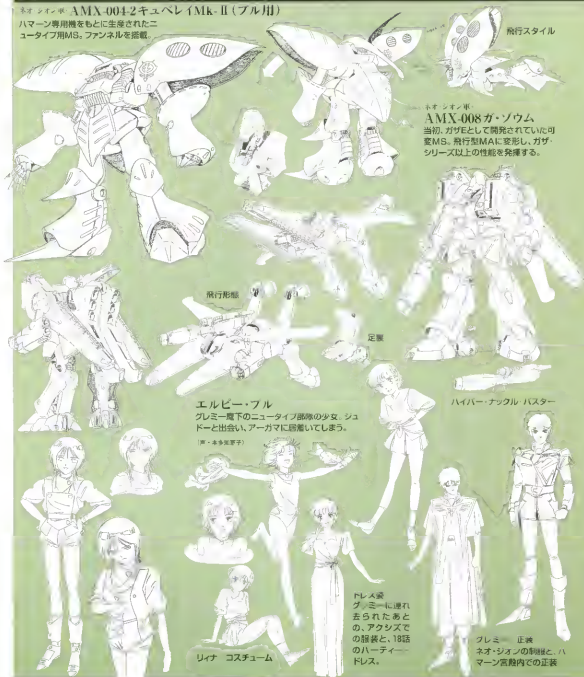 ネオ・ジオン軍 AMX-004-2キュベレイMk-Ⅱ(プル用)
ハマーン専用機をもとに生産されたニ
ュータイプ用MS。ファンネルを搭載。
飛行スタイル
ネオ・ジオン軍
AMX-008ガ・ゾウム
当初、ガザEとして開発されていた可
変MS。飛行型MAに変形し、ガザ・
シリーズ以上の性能を発揮する。
飛行形態
足裏
ハイパー・ナックル バスター
エルピー・プル
グレミー麾下のニュータイプ部隊の少女。ジュ
ドーと出会い、アーガマに居着いてしまう。
(声・本多知恵子)
リィナ コスチューム
ドレス姿
グレミーに連れ
去られたあと
の、アクシズで
の服装と、18話
のパーティー・
ドレス。
グレミー 正装
ネオ・ジオンの制服と、ハ
マーン宮殿内での正装